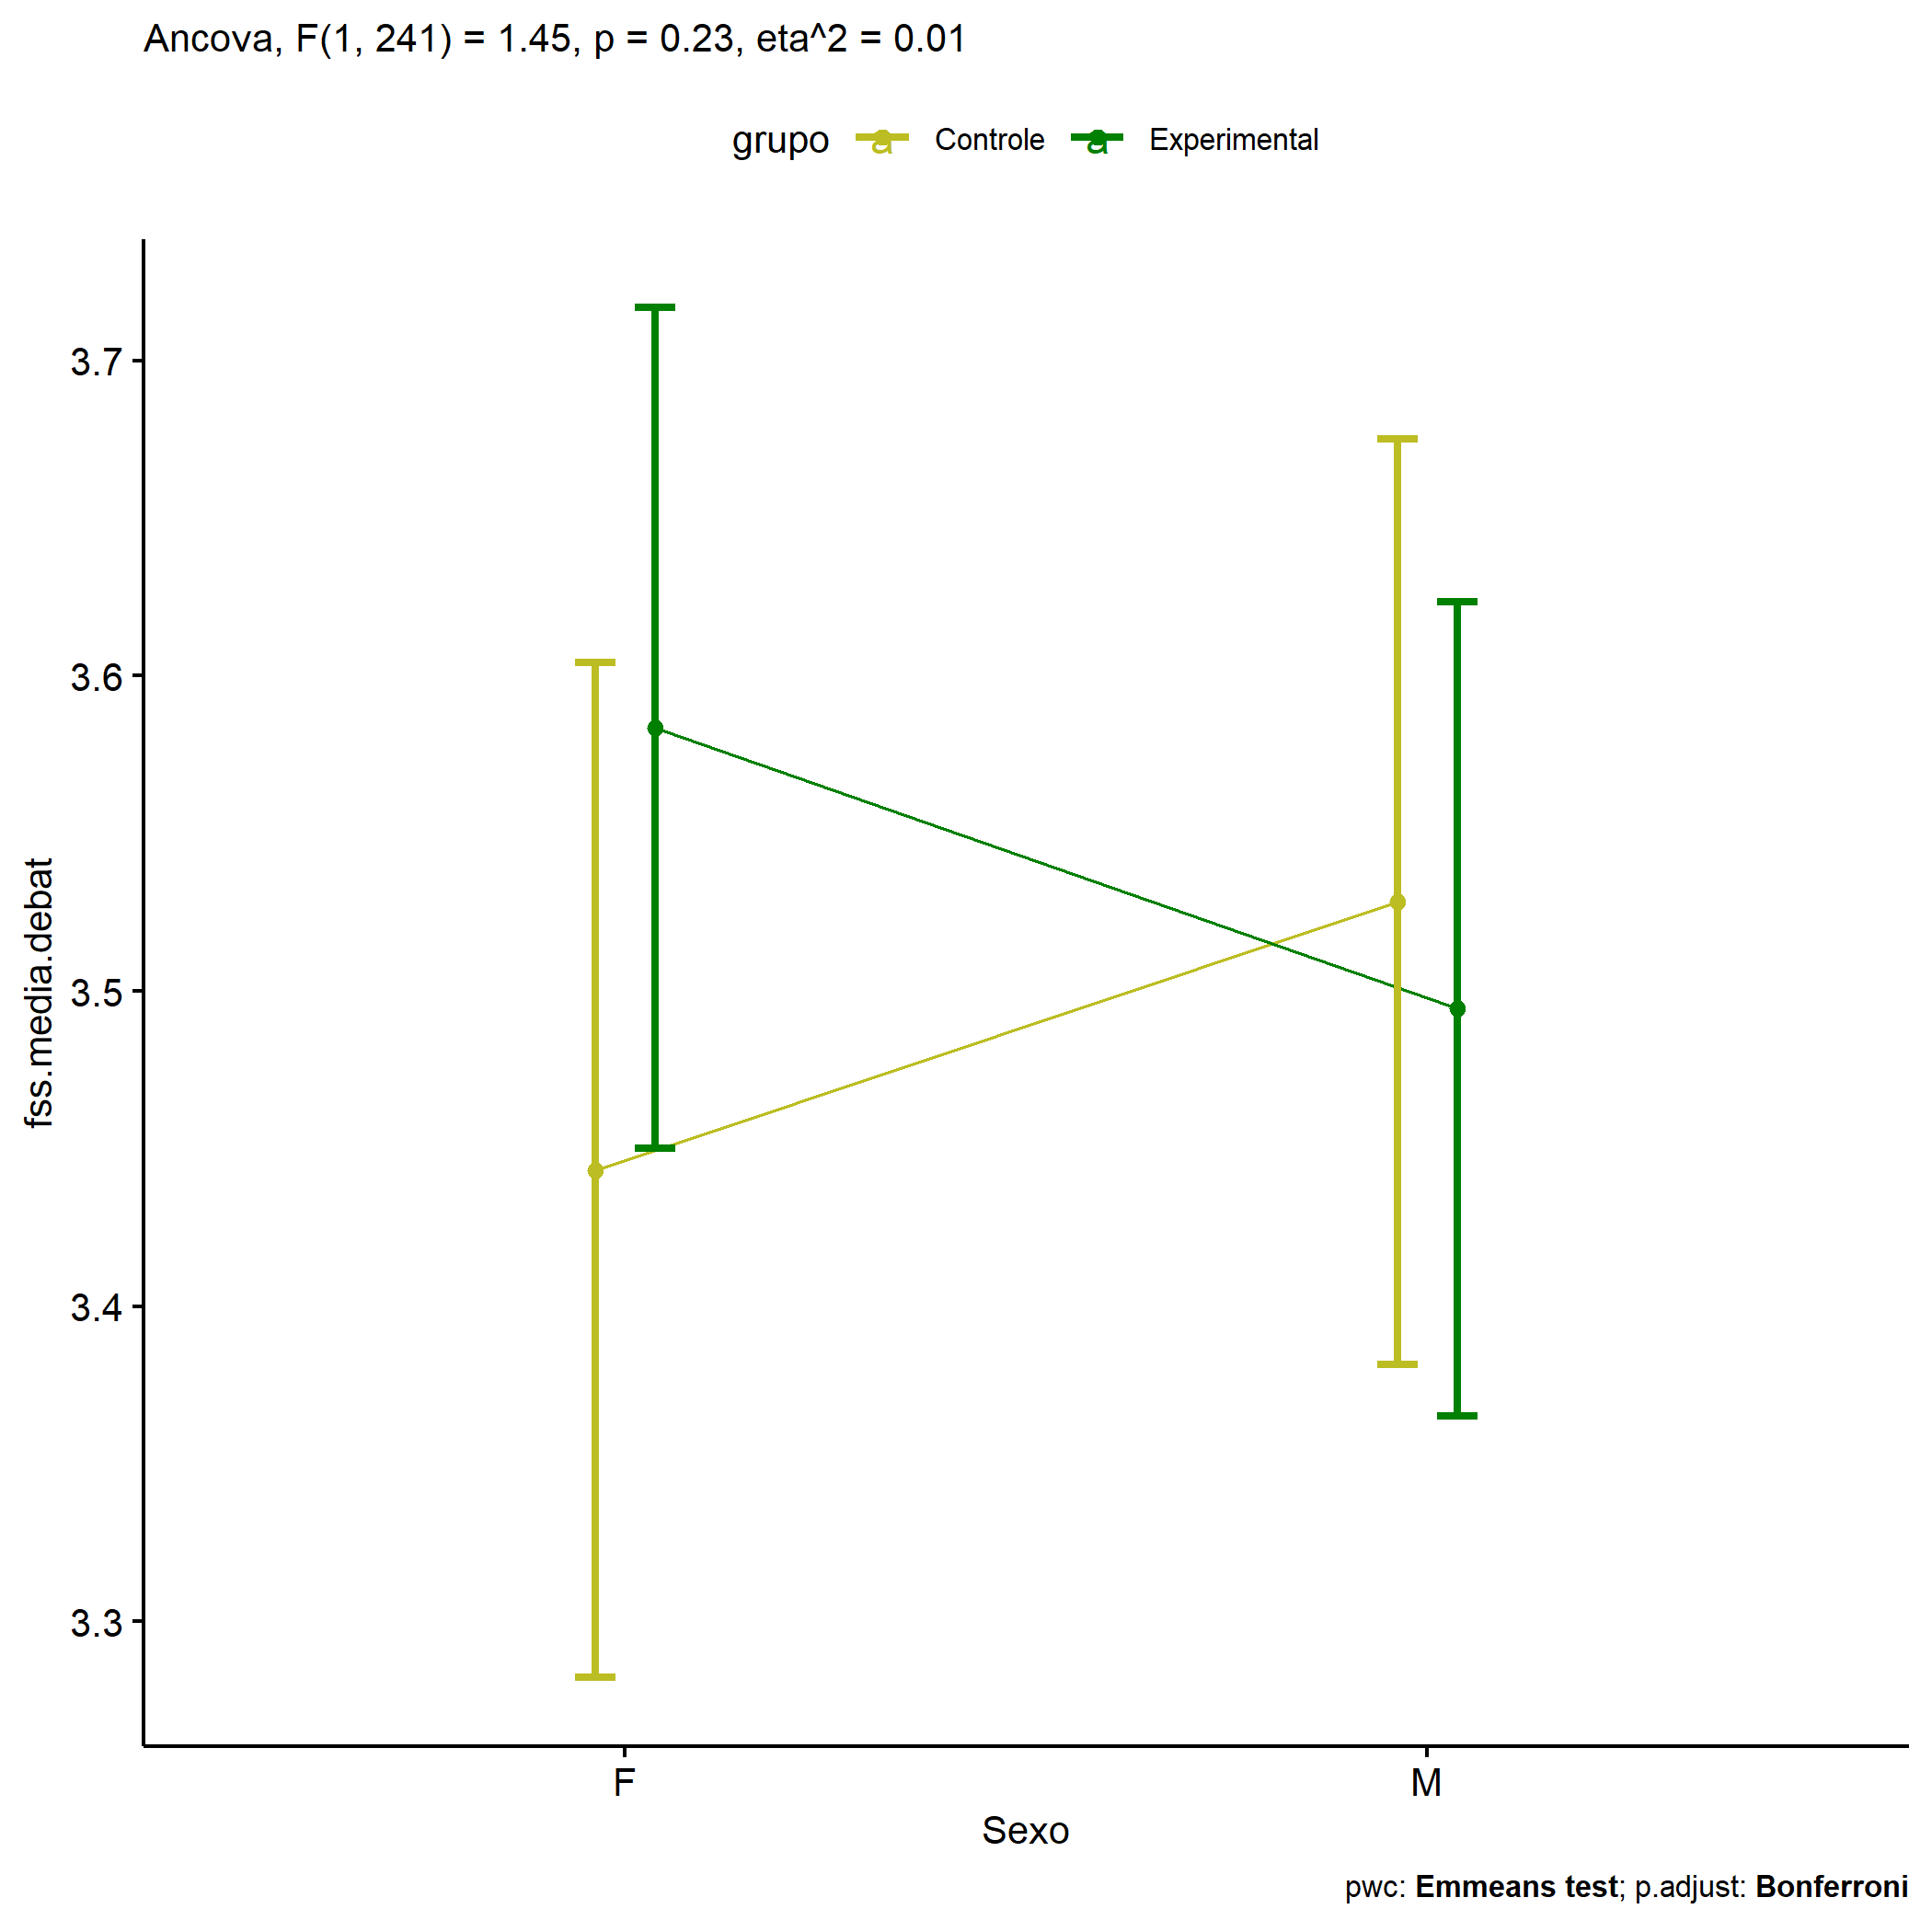 Ancova, F(1, 241) = 1.45, p = 0.23, eta^2 = 0.01
grupo a Controle a Experimental
3.7
3.6
3.5
3.4
3.3
fss.media.debat
F M
Sexo
pwc: Emmeans test; p.adjust: Bonferroni